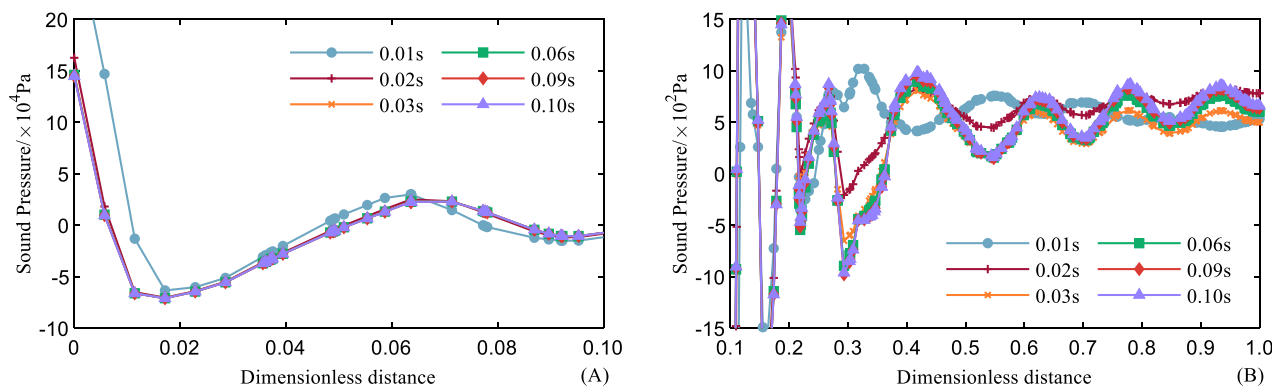 Sound Pressure/×10⁴Pa
20
15
10
5
0
-5
-10
0.01s
0.02s
0.03s
0.06s
0.09s
0.10s
0 0.02 0.04 0.06 0.08 0.10
Dimensionless distance
(A)
Sound Pressure/×10²Pa
15
10
5
0
-5
-10
-15
0.01s
0.02s
0.03s
0.06s
0.09s
0.10s
0.1 0.2 0.3 0.4 0.5 0.6 0.7 0.8 0.9 1.0
Dimensionless distance
(B)